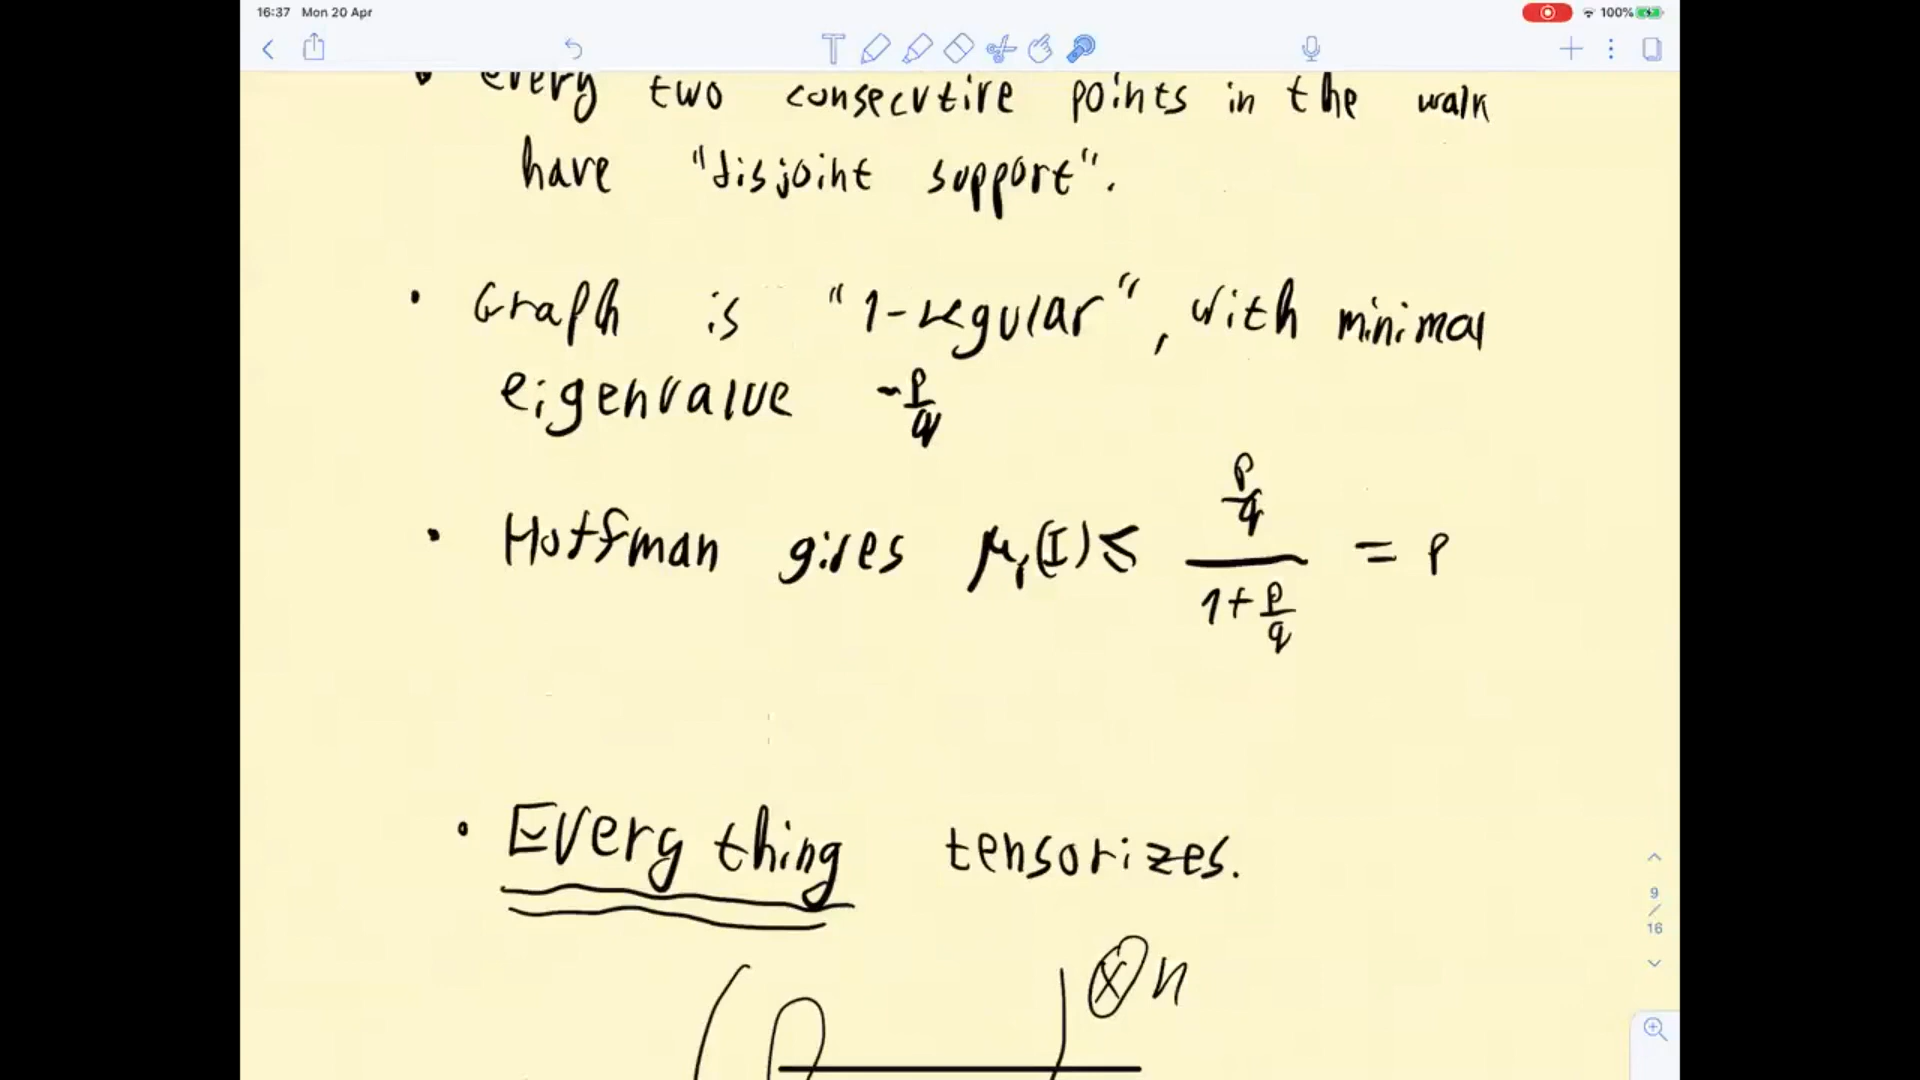 16:37 Mon 20 Apr
100%
• every two consecutive points in the walk
have "disjoint support".
• Graph is "1-regular", with minimal
eigenvalue -p/q
• Hoffman gives μ₁(I) ≤ (p/q)/(1+p/q) = p
• Everything tensorizes.
( )⊗n
9
/
16